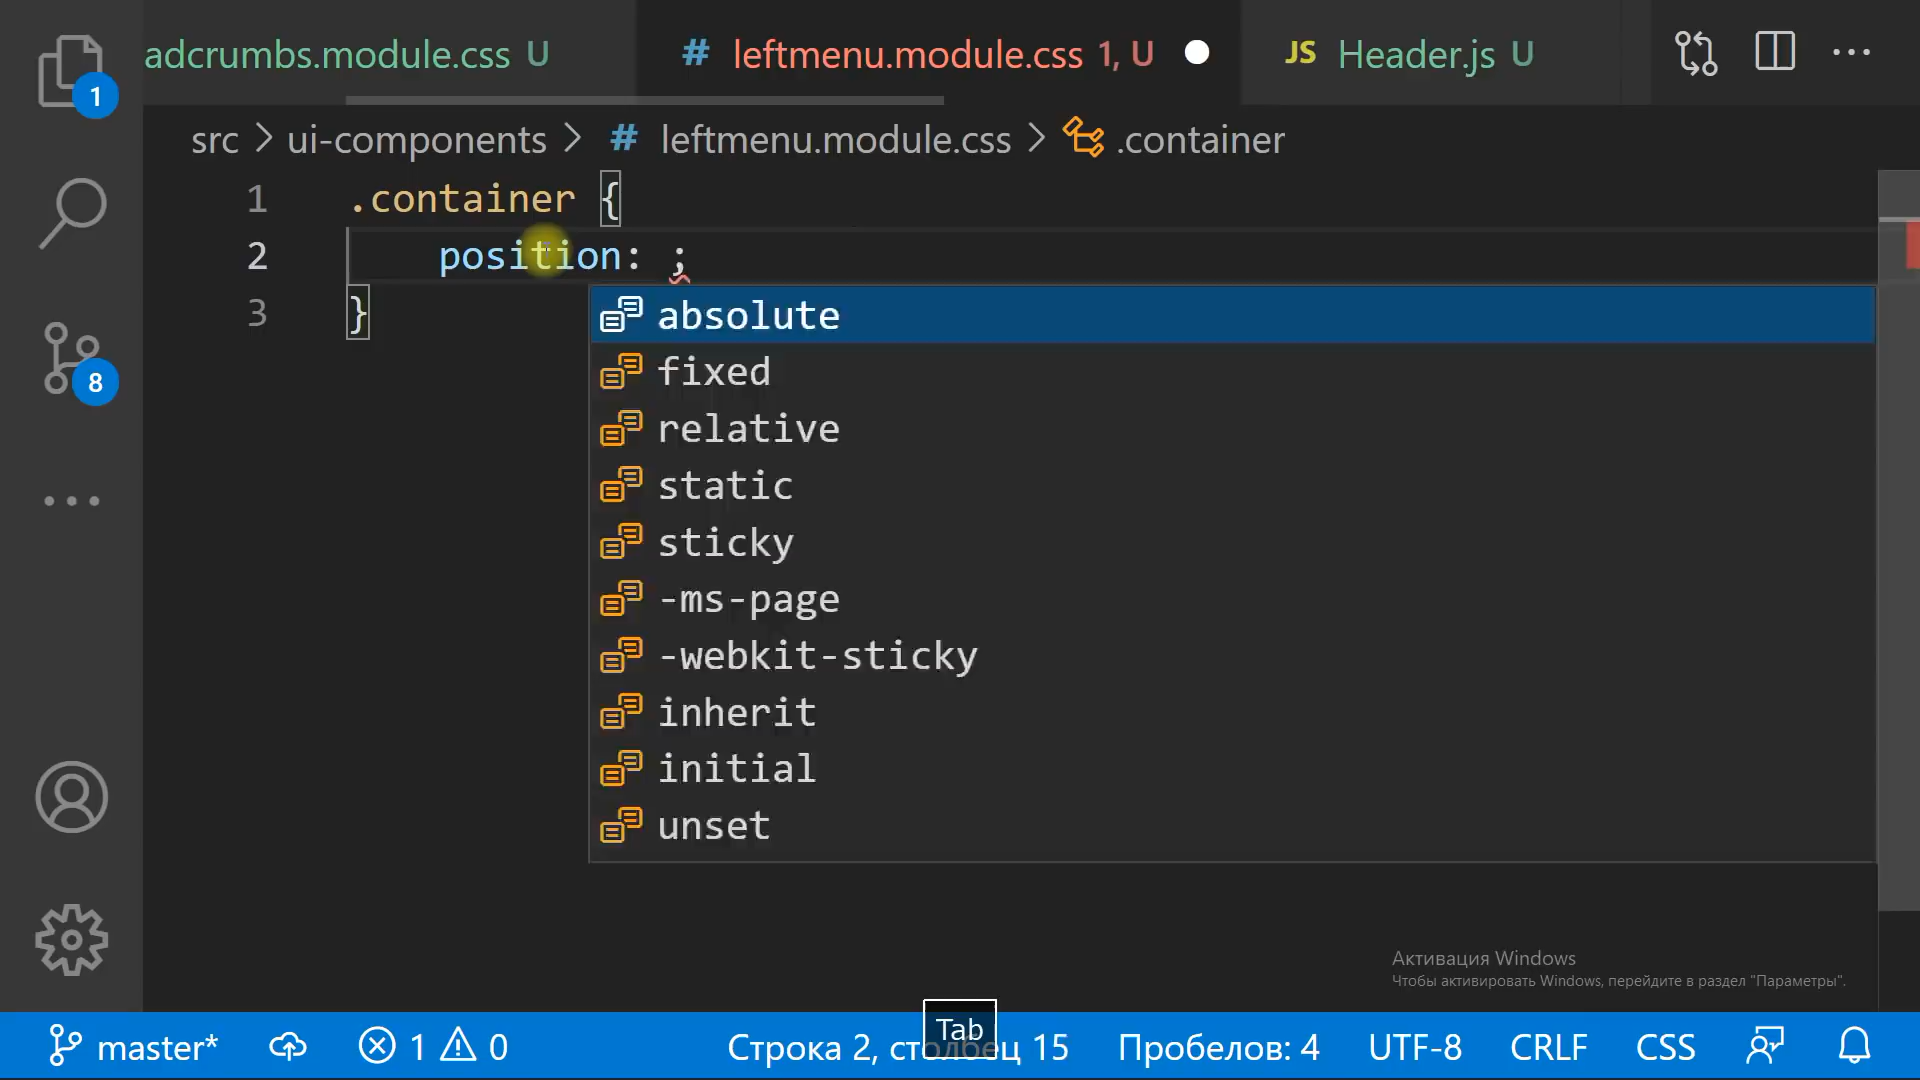 1
adcrumbs.module.css U
# leftmenu.module.css 1, U
JS Header.js U
src > ui-components > # leftmenu.module.css > .container
1 .container {
2 position: ;
3 }
absolute
fixed
relative
static
sticky
-ms-page
-webkit-sticky
inherit
initial
unset
8
Активация Windows
Чтобы активировать Windows, перейдите в раздел "Параметры".
Tab
master* 1 0 Строка 2, столбец 15 Пробелов: 4 UTF-8 CRLF CSS